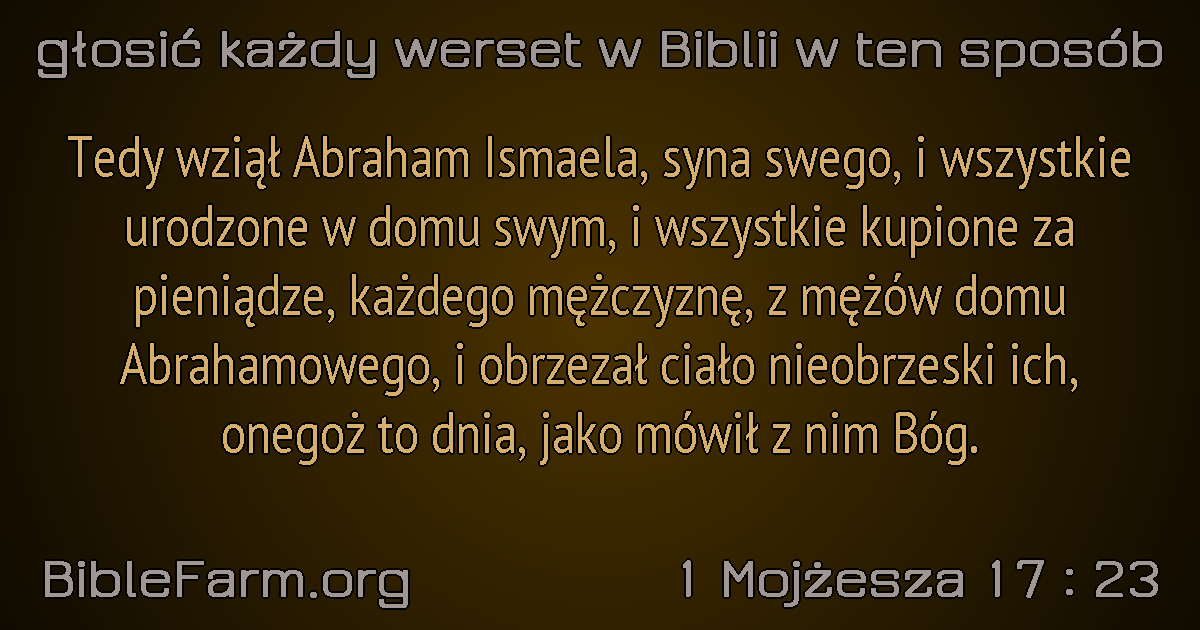 głosić każdy werset w Biblii w ten sposób
Tedy wziął Abraham Ismaela, syna swego, i wszystkie
urodzone w domu swym, i wszystkie kupione za
pieniądze, każdego mężczyznę, z mężów domu
Abrahamowego, i obrzezał ciało nieobrzeski ich,
onegoż to dnia, jako mówił z nim Bóg.
BibleFarm.org
1 Mojżesza 17 : 23